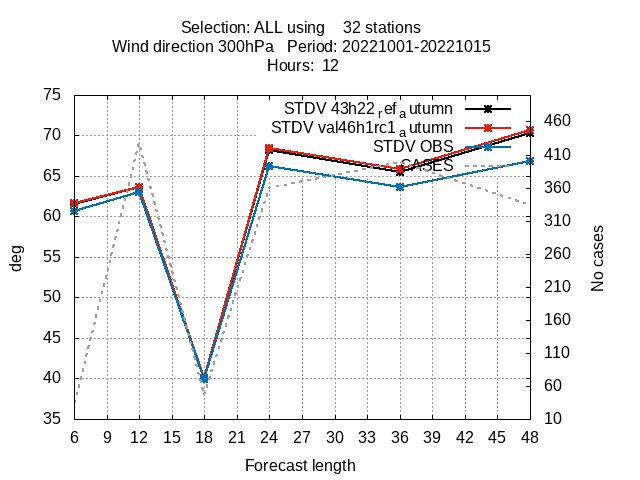 Selection: ALL using    32 stations
Wind direction 300hPa   Period: 20221001-20221015
Hours:  12
STDV 43h22ref_autumn
STDV val46h1rc1_autumn
STDV OBS
CASES
75
70
65
60
55
50
45
40
35
460
410
360
310
260
210
160
110
60
10
deg
No cases
6 9 12 15 18 21 24 27 30 33 36 39 42 45 48
Forecast length